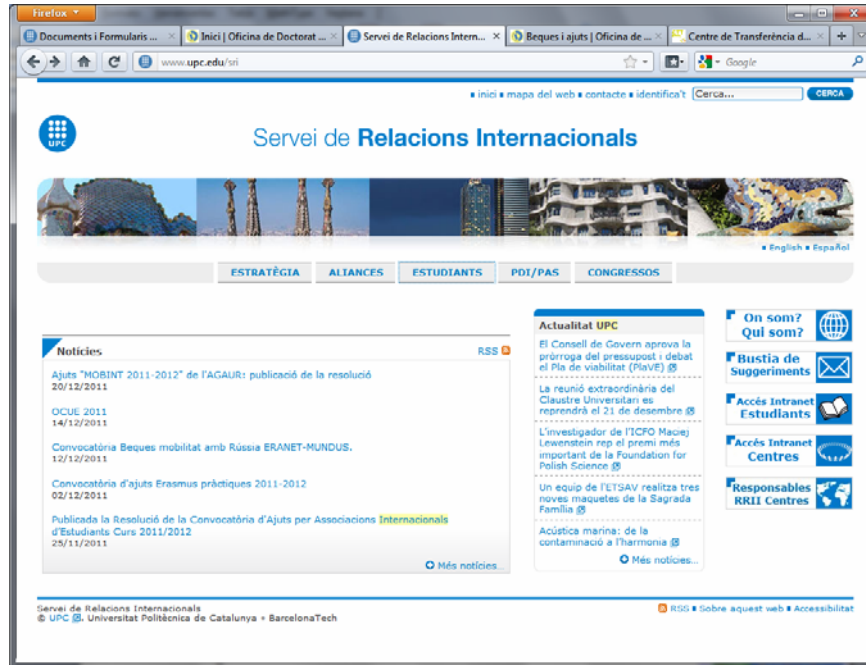 Firefox
Documents i Formularis ...
Inici | Oficina de Doctorat ...
Servei de Relacions Intern...
Beques i ajuts | Oficina de ...
Centre de Transferència d...
www.upc.edu/sri
Google
inici mapa del web contacte identifica't Cerca... CERCA
UPC
Servei de Relacions Internacionals
English Español
ESTRATÈGIA ALIANCES ESTUDIANTS PDI/PAS CONGRESSOS
Notícies RSS
Ajuts "MOBINT 2011-2012" de l'AGAUR: publicació de la resolució
20/12/2011
OCUE 2011
14/12/2011
Convocatòria Beques mobilitat amb Rússia ERANET-MUNDUS.
12/12/2011
Convocatòria d'ajuts Erasmus pràctiques 2011-2012
02/12/2011
Publicada la Resolució de la Convocatòria d'Ajuts per Associacions Internacionals
d'Estudiants Curs 2011/2012
25/11/2011
Més notícies...
Actualitat UPC
El Consell de Govern aprova la
pròrroga del pressupost i debat
el Pla de viabilitat (PlaVE)
La reunió extraordinària del
Claustre Universitari es
reprendrà el 21 de desembre
L'investigador de l'ICFO Maciej
Lewenstein rep el premi més
important de la Foundation for
Polish Science
Un equip de l'ETSAV realitza tres
noves maquetes de la Sagrada
Família
Acústica marina: de la
contaminació a l'harmonia
Més notícies...
On som?
Qui som?
Bustia de
Suggeriments
Accés Intranet
Estudiants
Accés Intranet
Centres
Responsables
RRII Centres
Servei de Relacions Internacionals
© UPC . Universitat Politècnica de Catalunya • BarcelonaTech
RSS Sobre aquest web Accessibilitat